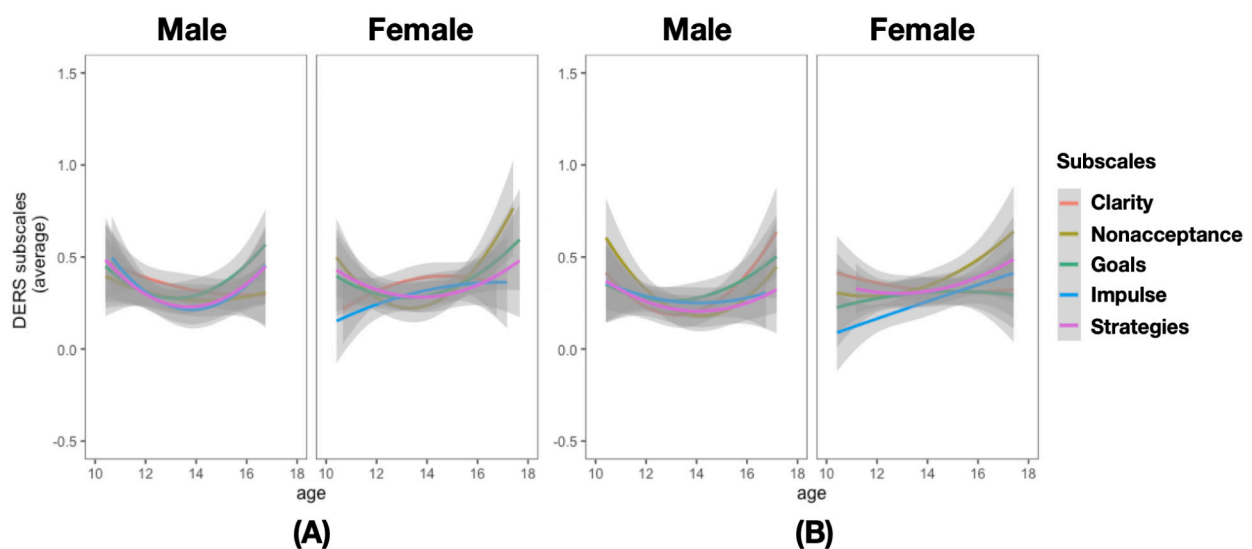 Male Female Male Female
1.5 1.5
1.0 1.0
0.5 0.5
0.0 0.0
-0.5 -0.5
DERS subscales
(average)
10 12 14 16 18 10 12 14 16 18 10 12 14 16 18 10 12 14 16 18
age age
(A) (B)
Subscales
Clarity
Nonacceptance
Goals
Impulse
Strategies